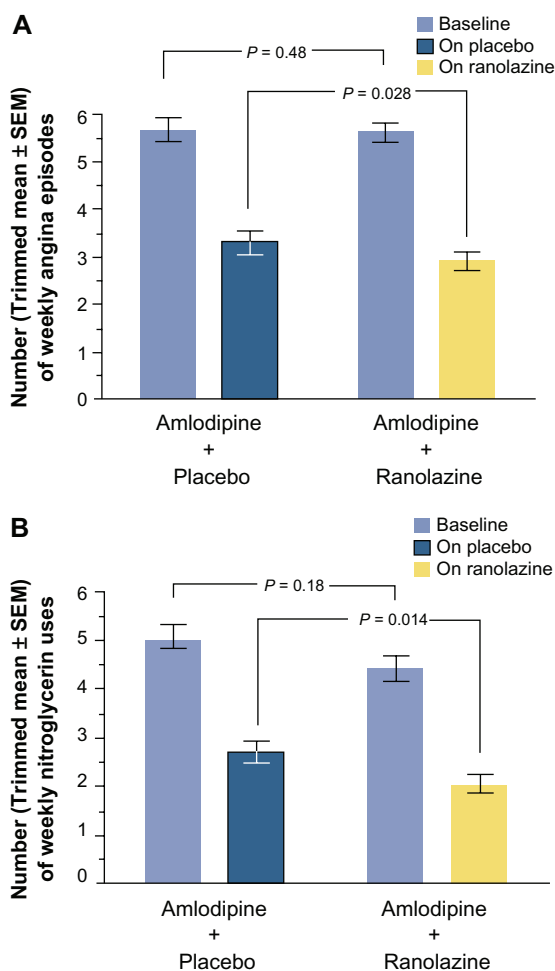 A
Baseline
On placebo
On ranolazine
P = 0.48
P = 0.028
Number (Trimmed mean ± SEM)
of weekly angina episodes
6
5
4
3
2
1
0
Amlodipine
+
Placebo
Amlodipine
+
Ranolazine
B
Baseline
On placebo
On ranolazine
P = 0.18
P = 0.014
Number (Trimmed mean ± SEM)
of weekly nitroglycerin uses
6
5
4
3
2
1
0
Amlodipine
+
Placebo
Amlodipine
+
Ranolazine